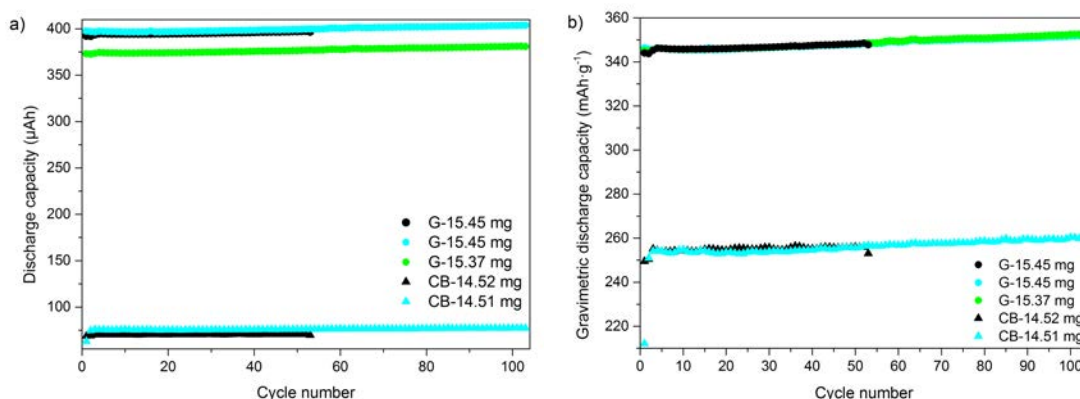 a)
400
350
300
250
200
150
100
50
0
20
40
60
80
100
Discharge capacity (µAh)
Cycle number
G-15.45 mg
G-15.45 mg
G-15.37 mg
CB-14.52 mg
CB-14.51 mg
b)
360
340
320
300
280
260
240
220
0
10
20
30
40
50
60
70
80
90
100
Gravimetric discharge capacity (mAh·g⁻¹)
Cycle number
G-15.45 mg
G-15.45 mg
G-15.37 mg
CB-14.52 mg
CB-14.51 mg